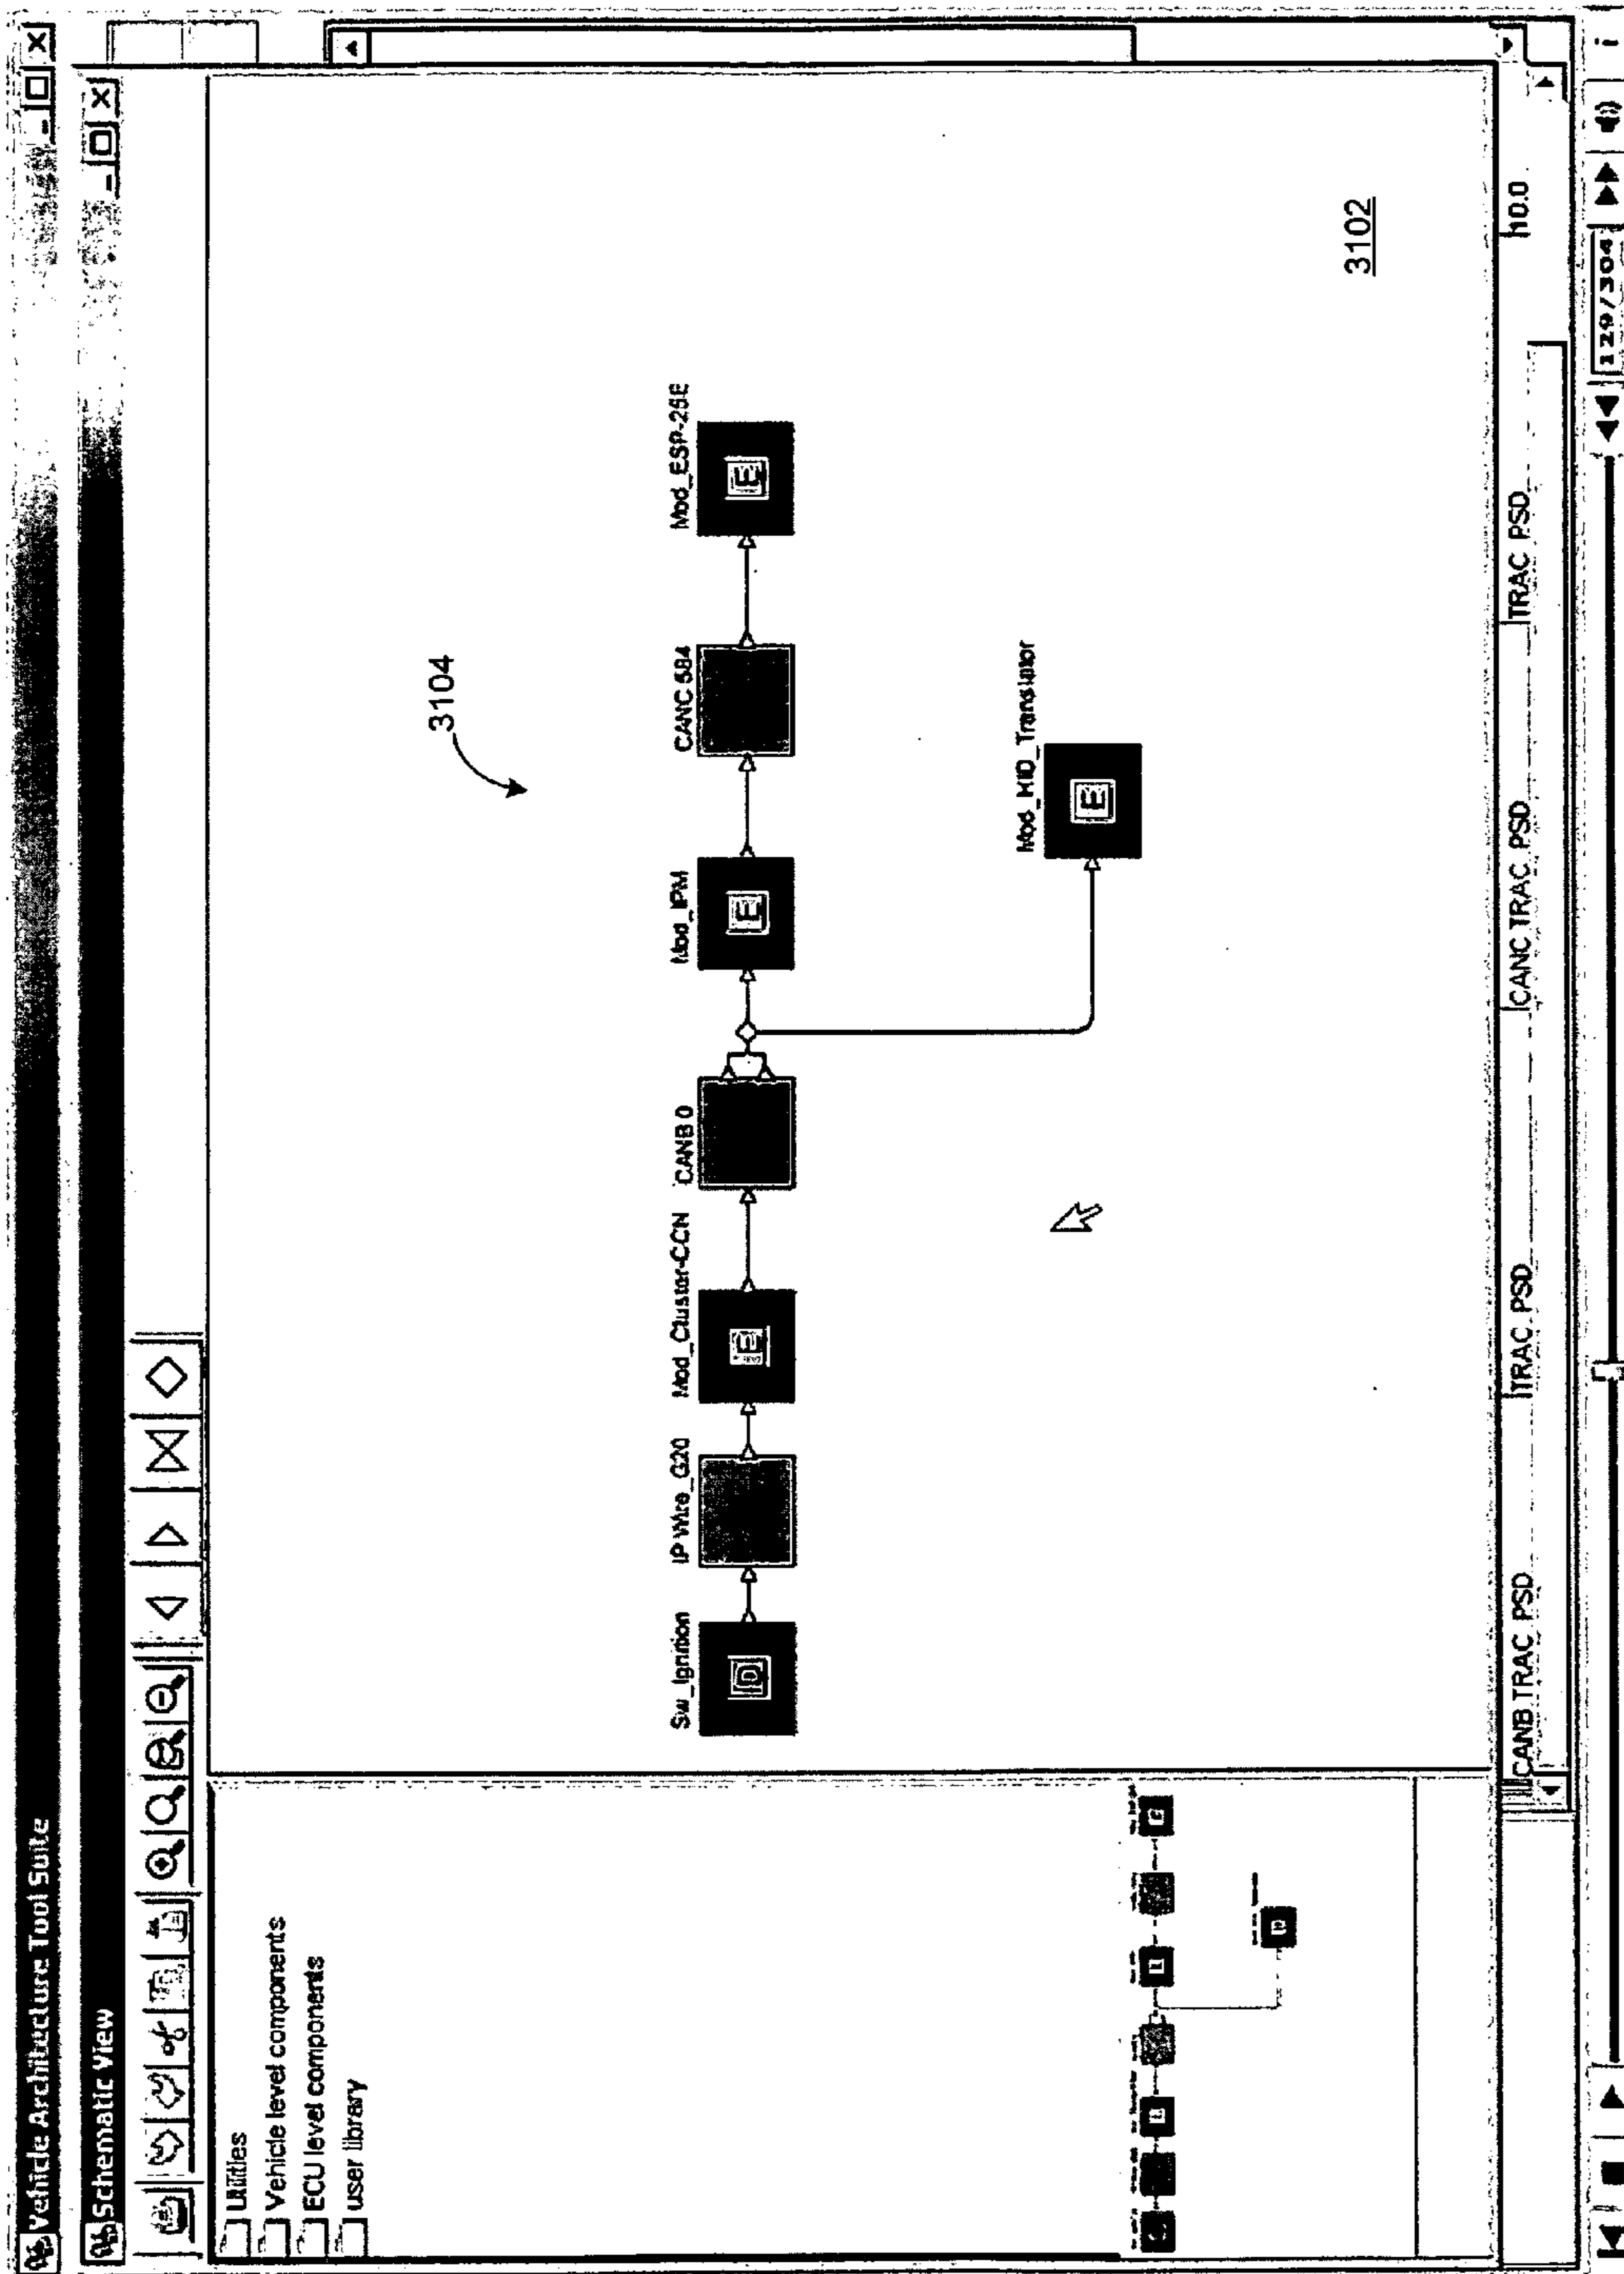 Vehicle Architecture Tool Suite
Schematic View
Utilities
Vehicle level components
ECU level components
user library
3104
Sw_Ignition
IP Wire_G20
Mod_Cluster-CCN
CANB 0
Mod_IPM
CANC 584
Mod_ESP-26E
D
E
E
E
Mod_HID_Translator
E
3102
CANB TRAC PSD
TRAC PSD
CANC TRAC PSD
TRAC PSD
10.0
129/304